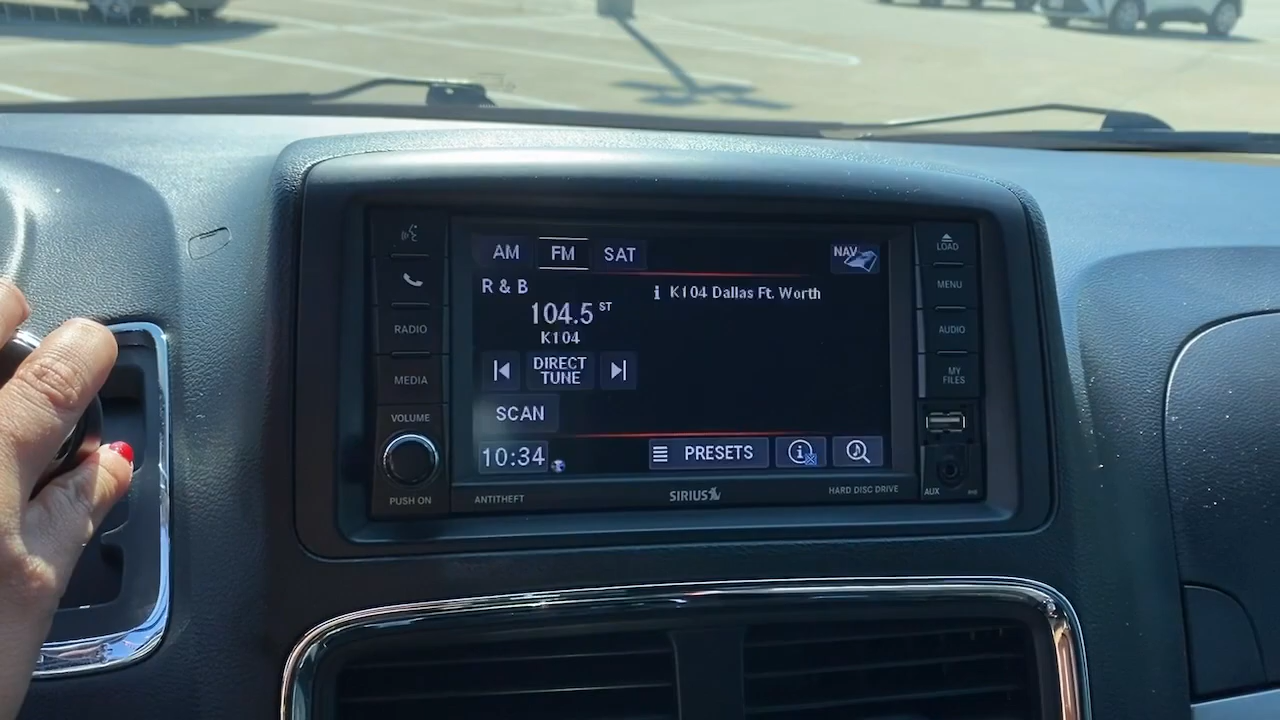 AM FM SAT NAV
R & B
i K104 Dallas Ft. Worth
104.5 ST
K104
DIRECT
TUNE
SCAN
10:34 PRESETS i
RADIO
MEDIA
VOLUME
PUSH ON
ANTITHEFT SIRIUS HARD DISC DRIVE
LOAD
MENU
AUDIO
MY
FILES
AUX